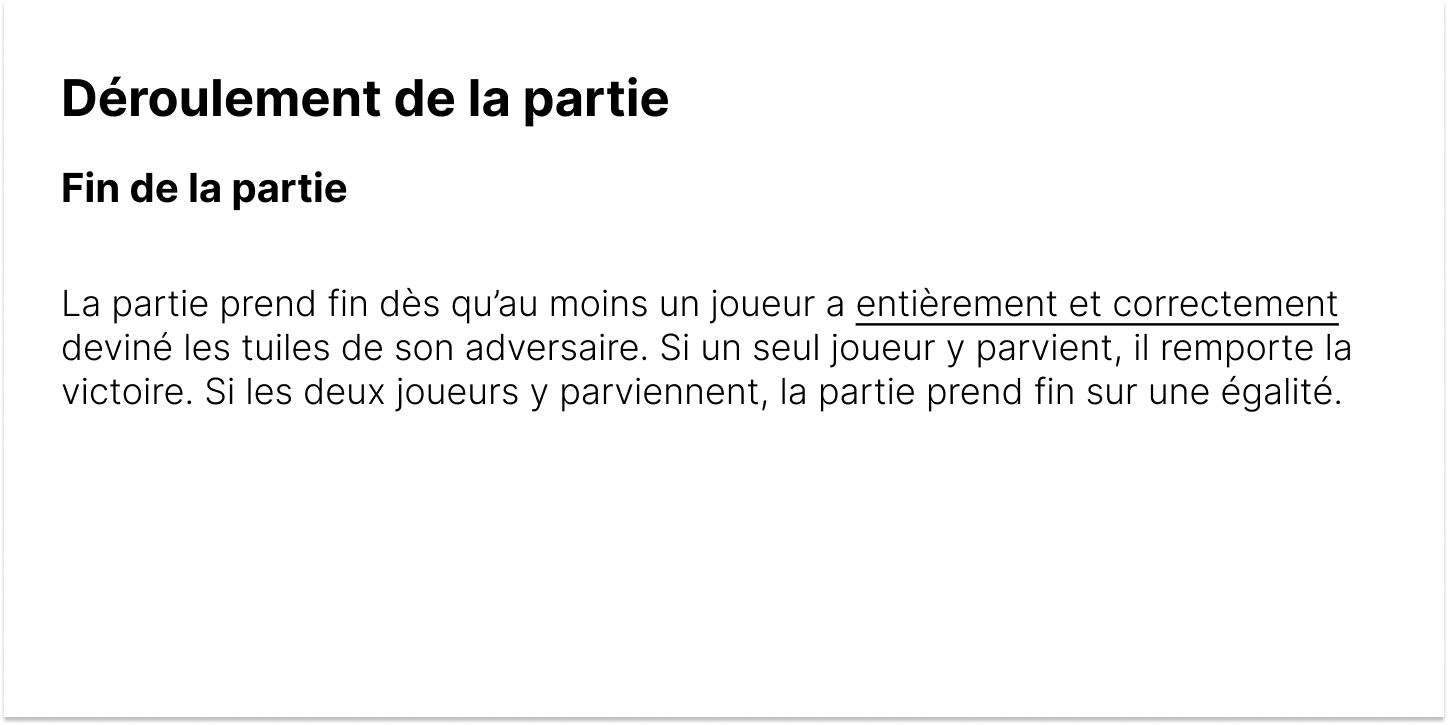 Déroulement de la partie
Fin de la partie
La partie prend fin dès qu’au moins un joueur a entièrement et correctement
deviné les tuiles de son adversaire. Si un seul joueur y parvient, il remporte la
victoire. Si les deux joueurs y parviennent, la partie prend fin sur une égalité.